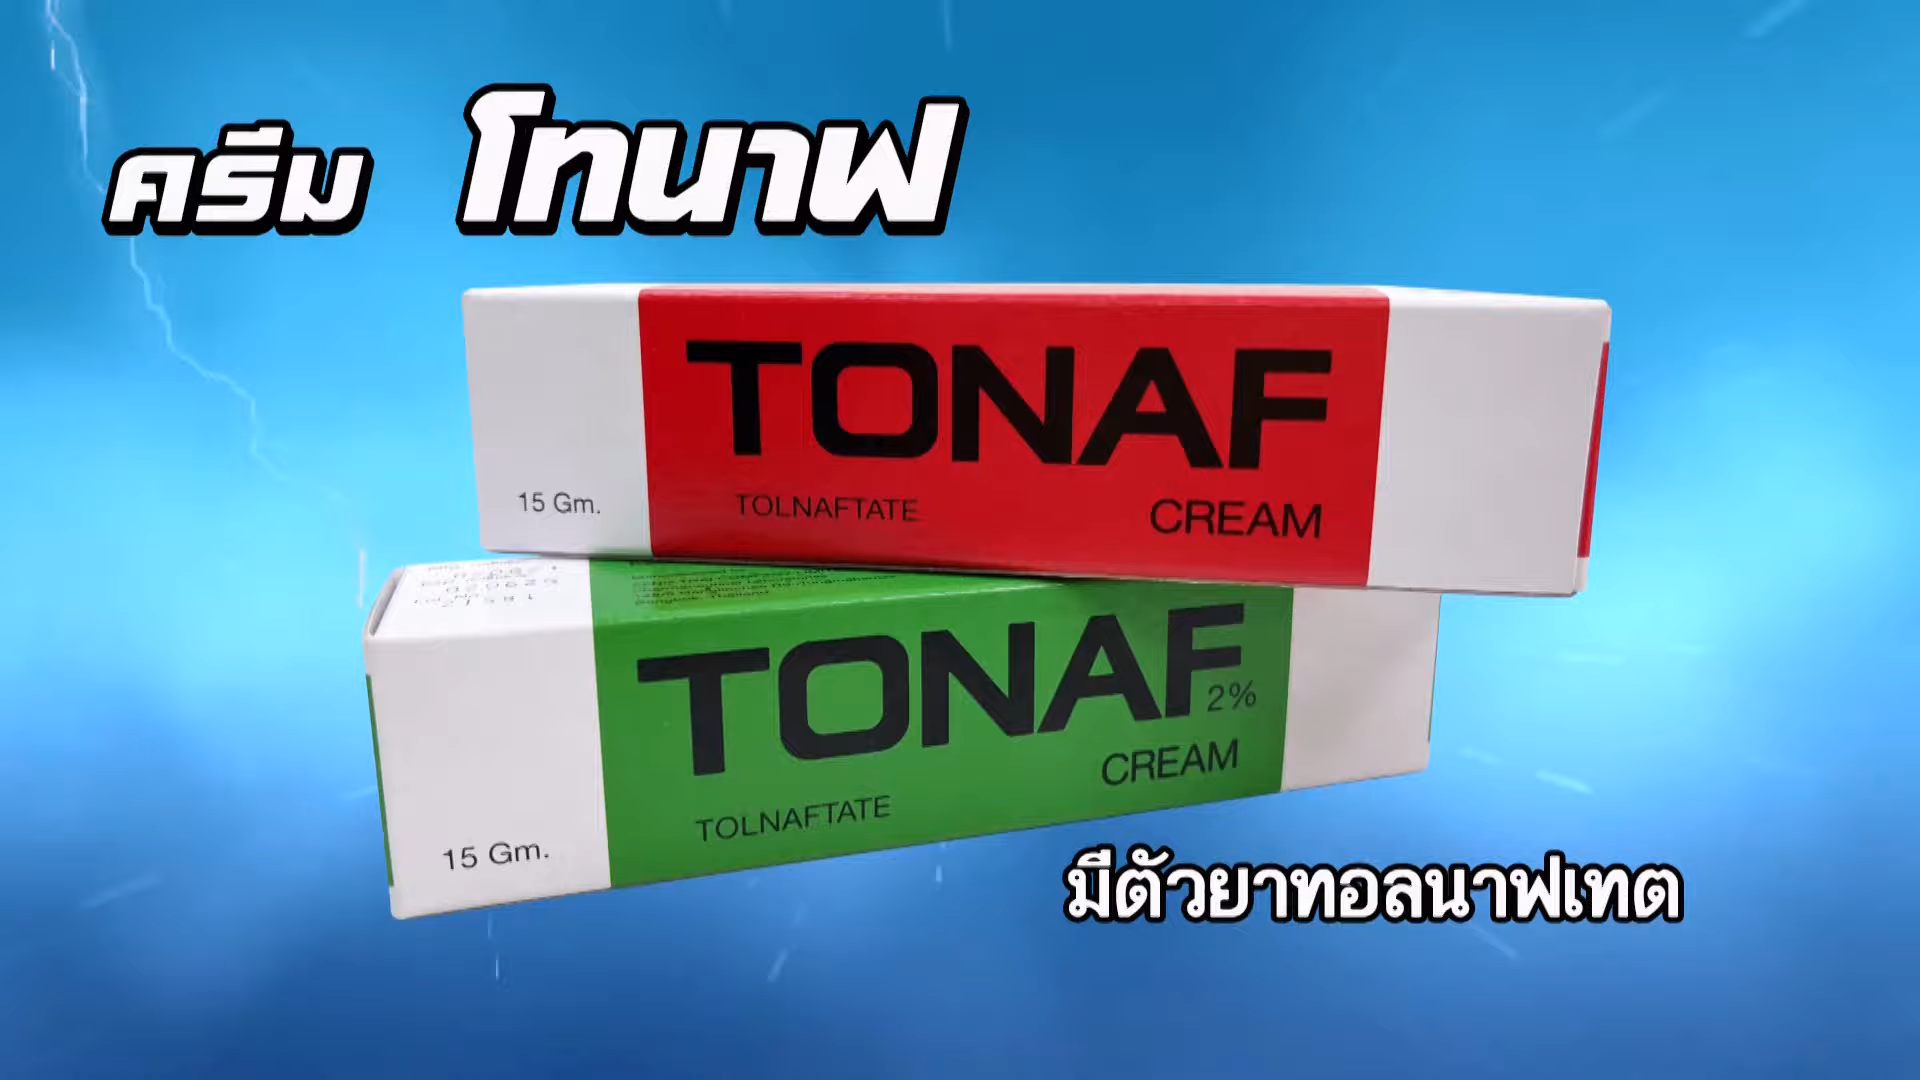 ครีม โทนาฟ
TONAF
15 Gm.
TOLNAFTATE
CREAM
TONAF 2%
CREAM
TOLNAFTATE
15 Gm.
มีตัวยาทอลนาฟเทต